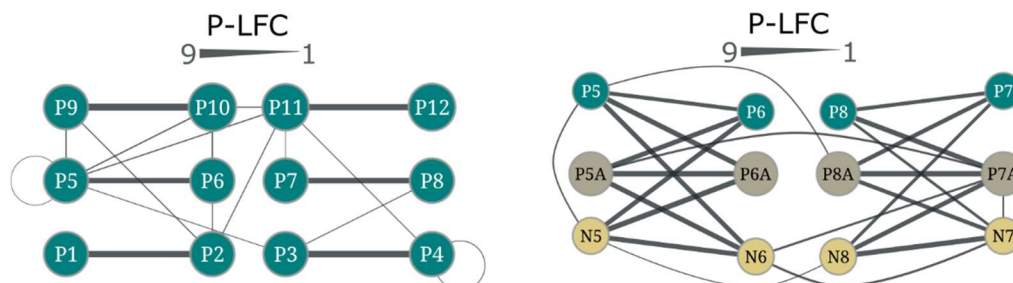 P-LFC
9 1
P9 P10 P11 P12
P5 P6 P7 P8
P1 P2 P3 P4
P-LFC
9 1
P5 P6 P8 P7
P5A P6A P8A P7A
N5 N6 N8 N7